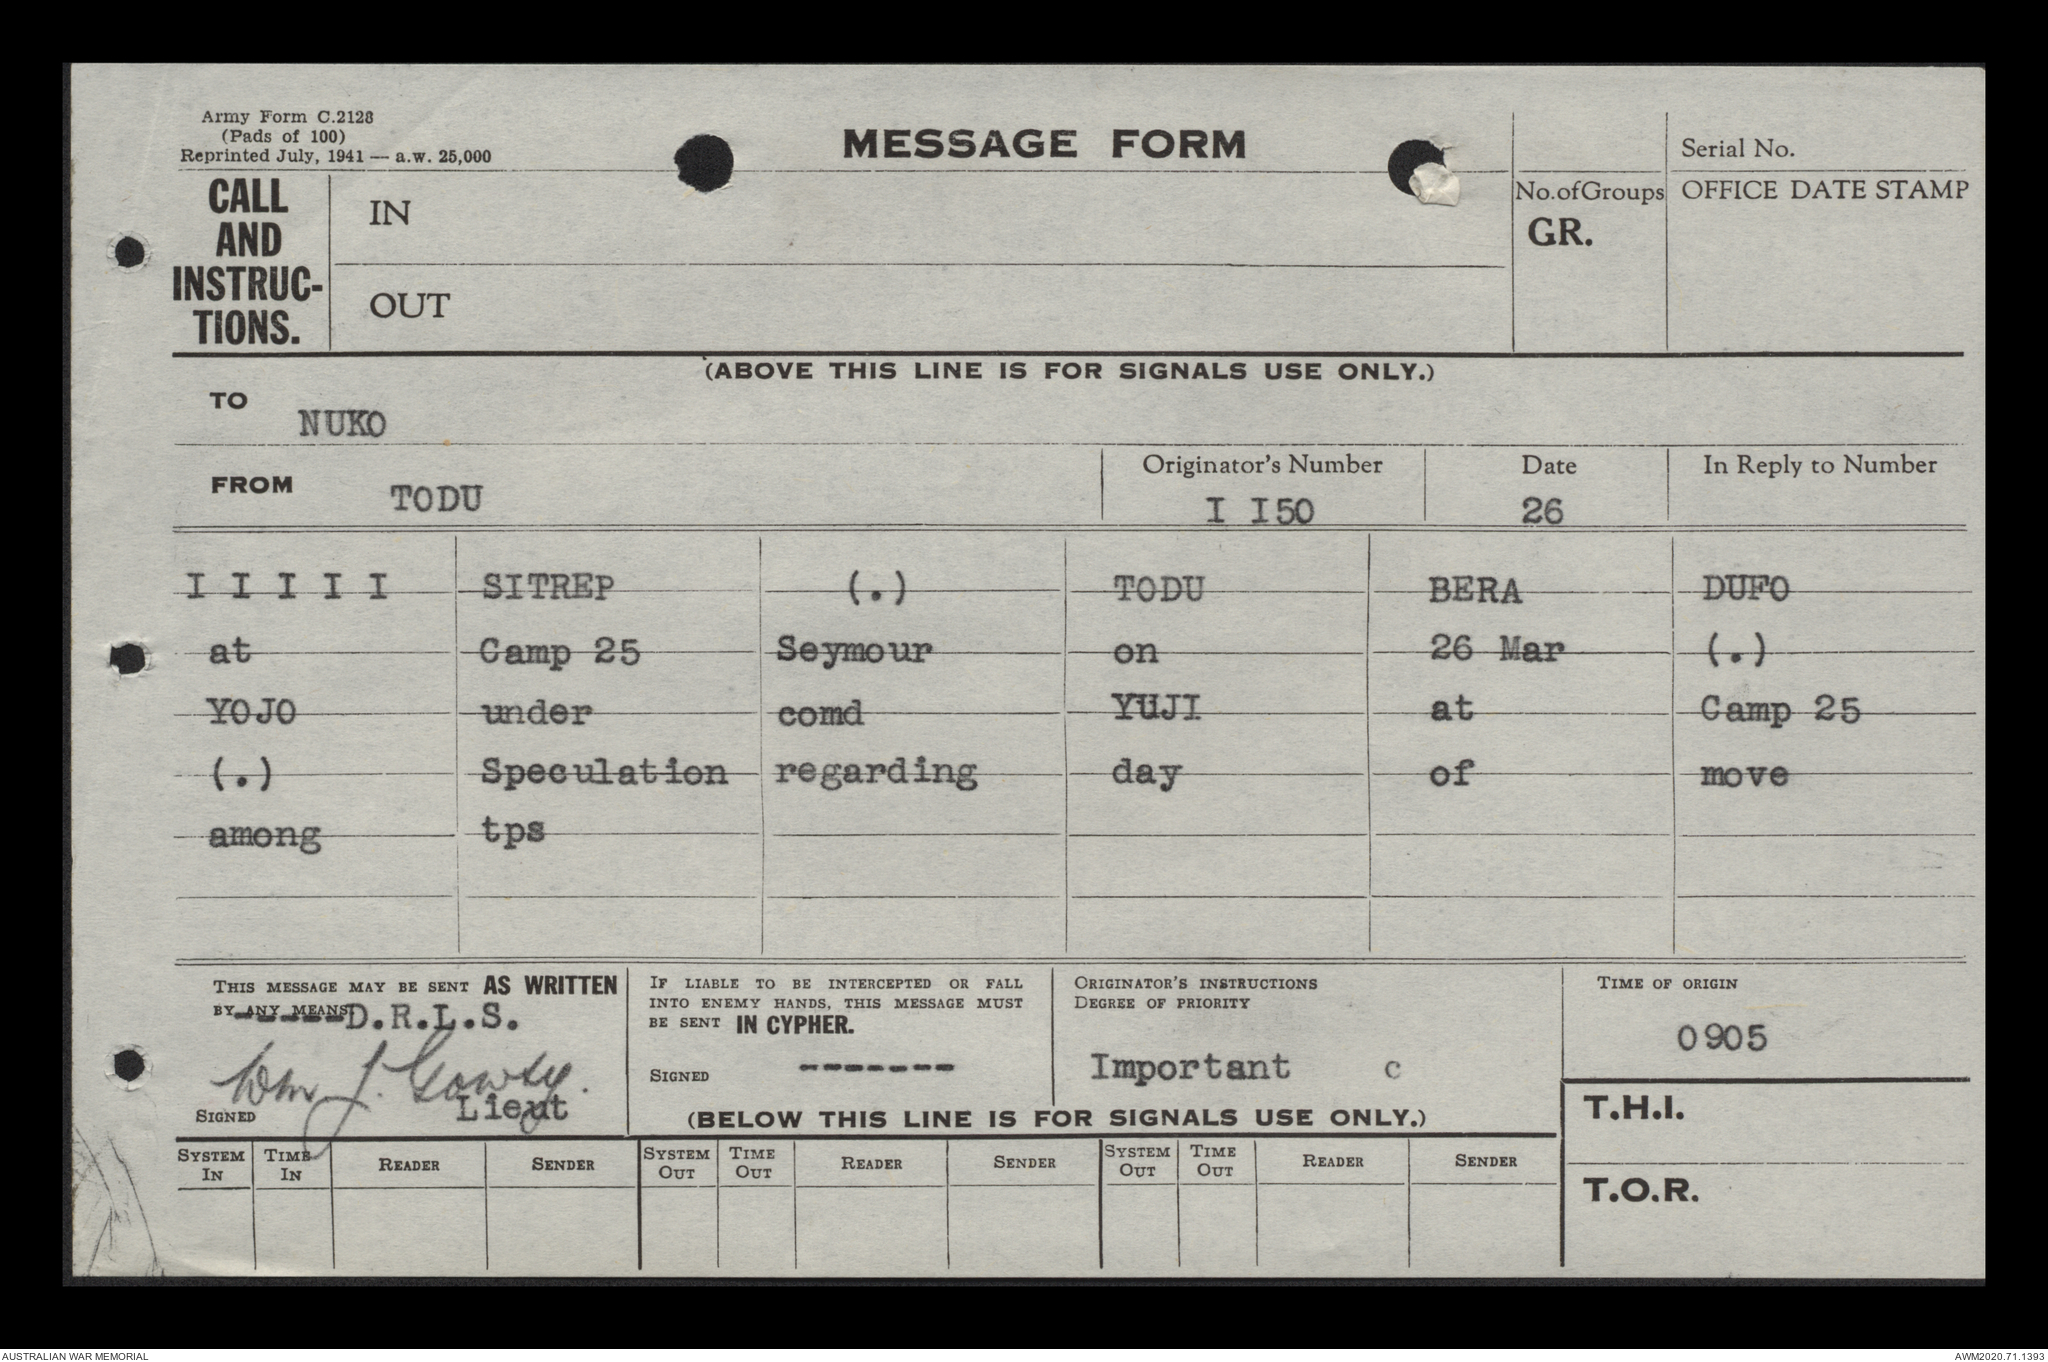 Army Form C.2128
(Pads of 100)
Reprinted July, 1941 — a.w. 25,000
MESSAGE FORM
Serial No.
CALL
AND
INSTRUC-
TIONS.
IN
OUT
No. of Groups
GR.
OFFICE DATE STAMP
(ABOVE THIS LINE IS FOR SIGNALS USE ONLY.)
TO NUKO
FROM TODU
Originator's Number
I I50
Date
26
In Reply to Number
I I I I I SITREP (.) TODU BERA DUFO
at Camp 25 Seymour on 26 Mar (.)
YOJO under comd YUJI at Camp 25
(.) Speculation regarding day of move
among tps
THIS MESSAGE MAY BE SENT AS WRITTEN
BY ANY MEANS D.R.L.S.
Wm J.
Lieut
SIGNED
IF LIABLE TO BE INTERCEPTED OR FALL
INTO ENEMY HANDS, THIS MESSAGE MUST
BE SENT IN CYPHER.
SIGNED -------
ORIGINATOR'S INSTRUCTIONS
DEGREE OF PRIORITY
Important c
TIME OF ORIGIN
0905
(BELOW THIS LINE IS FOR SIGNALS USE ONLY.)
T.H.I.
T.O.R.
SYSTEM IN TIME IN READER SENDER SYSTEM OUT TIME OUT READER SENDER SYSTEM OUT TIME OUT READER SENDER
AUSTRALIAN WAR MEMORIAL
AWM2020.71.1393